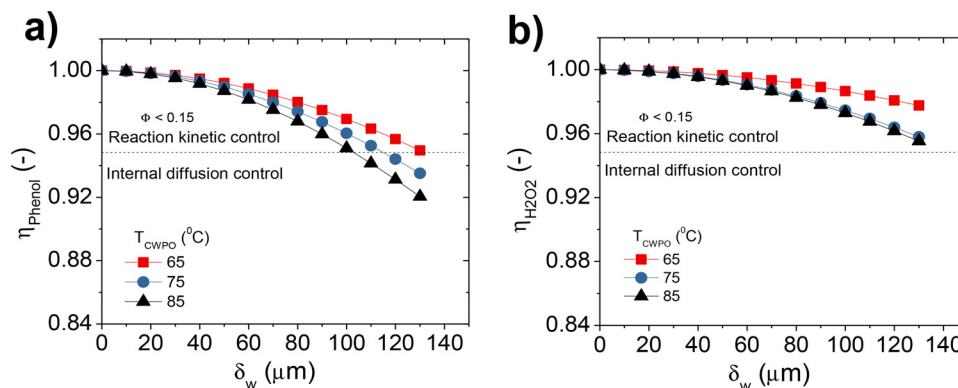 a)
1.00
0.96
0.92
0.88
0.84
η_Phenol (-)
Φ < 0.15
Reaction kinetic control
Internal diffusion control
T_CWPO (⁰C)
65
75
85
0 20 40 60 80 100 120 140
δ_w (μm)
b)
1.00
0.96
0.92
0.88
0.84
η_H2O2 (-)
Φ < 0.15
Reaction kinetic control
Internal diffusion control
T_CWPO (⁰C)
65
75
85
0 20 40 60 80 100 120 140
δ_w (μm)